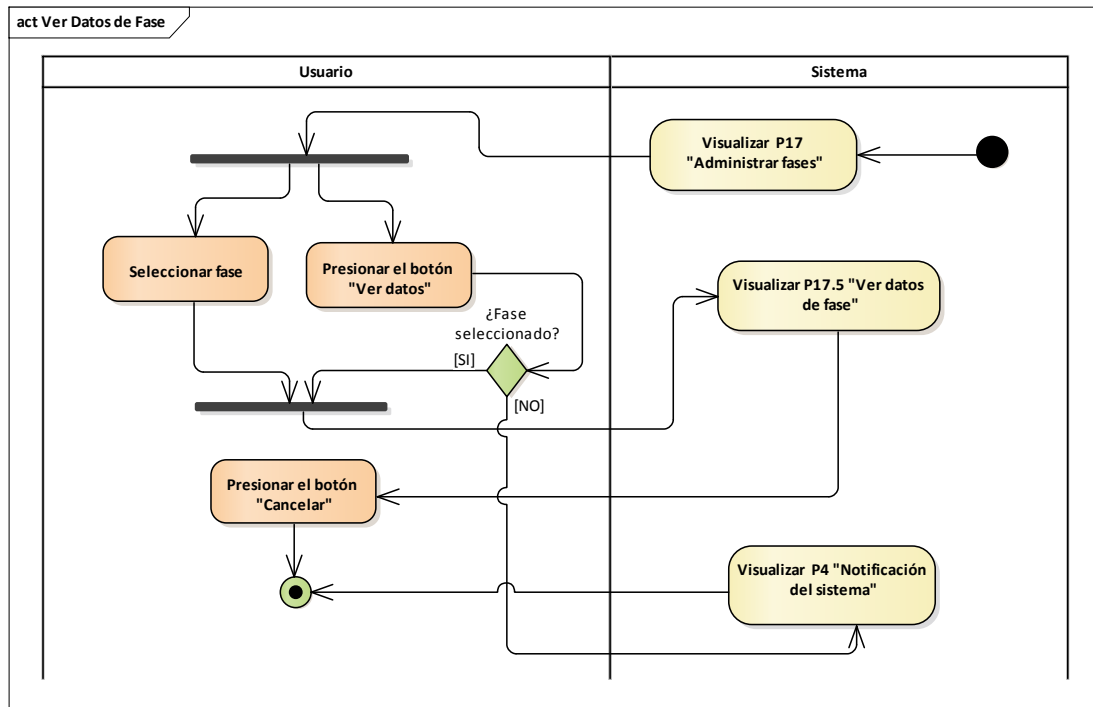 act Ver Datos de Fase
Usuario
Sistema
Visualizar P17
"Administrar fases"
Seleccionar fase
Presionar el botón
"Ver datos"
Visualizar P17.5 "Ver datos
de fase"
¿Fase
seleccionado?
[SI]
[NO]
Presionar el botón
"Cancelar"
Visualizar P4 "Notificación
del sistema"